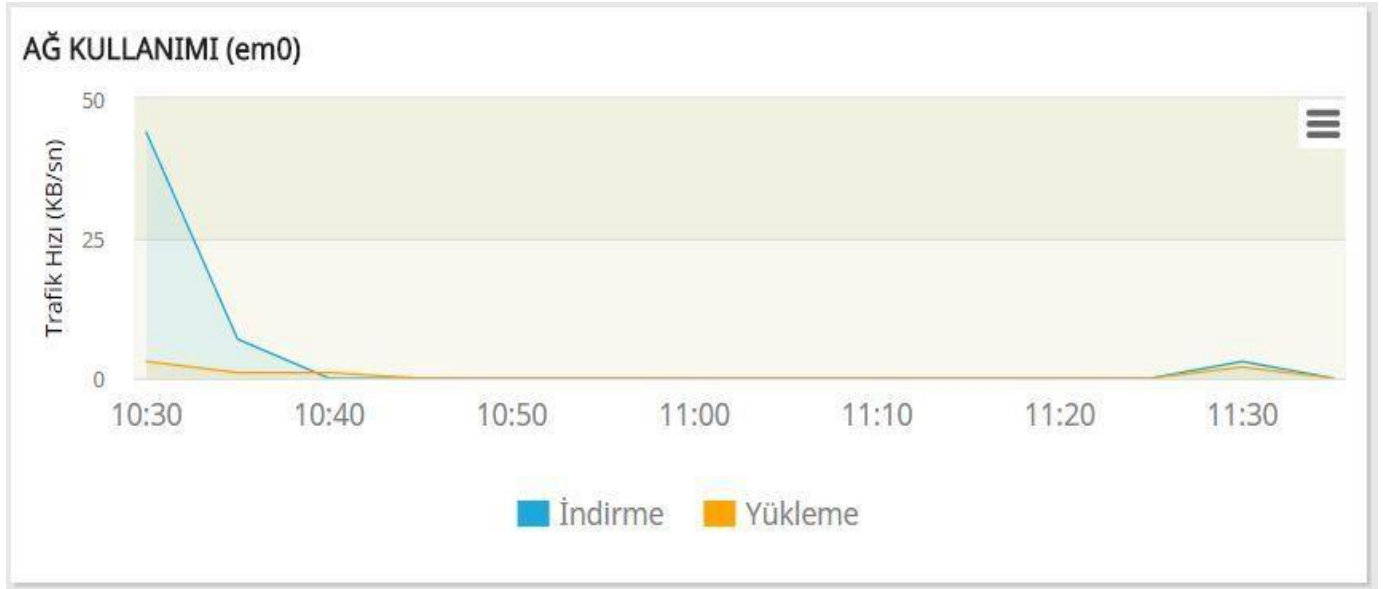 AĞ KULLANIMI (em0)
Trafik Hızı (KB/sn)
50
25
0
10:30 10:40 10:50 11:00 11:10 11:20 11:30
İndirme Yükleme